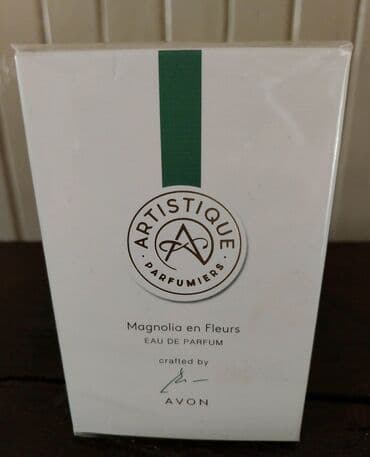 ARTISTIQUE
PARFUMIERS
Magnolia en Fleurs
EAU DE PARFUM
crafted by
AVON